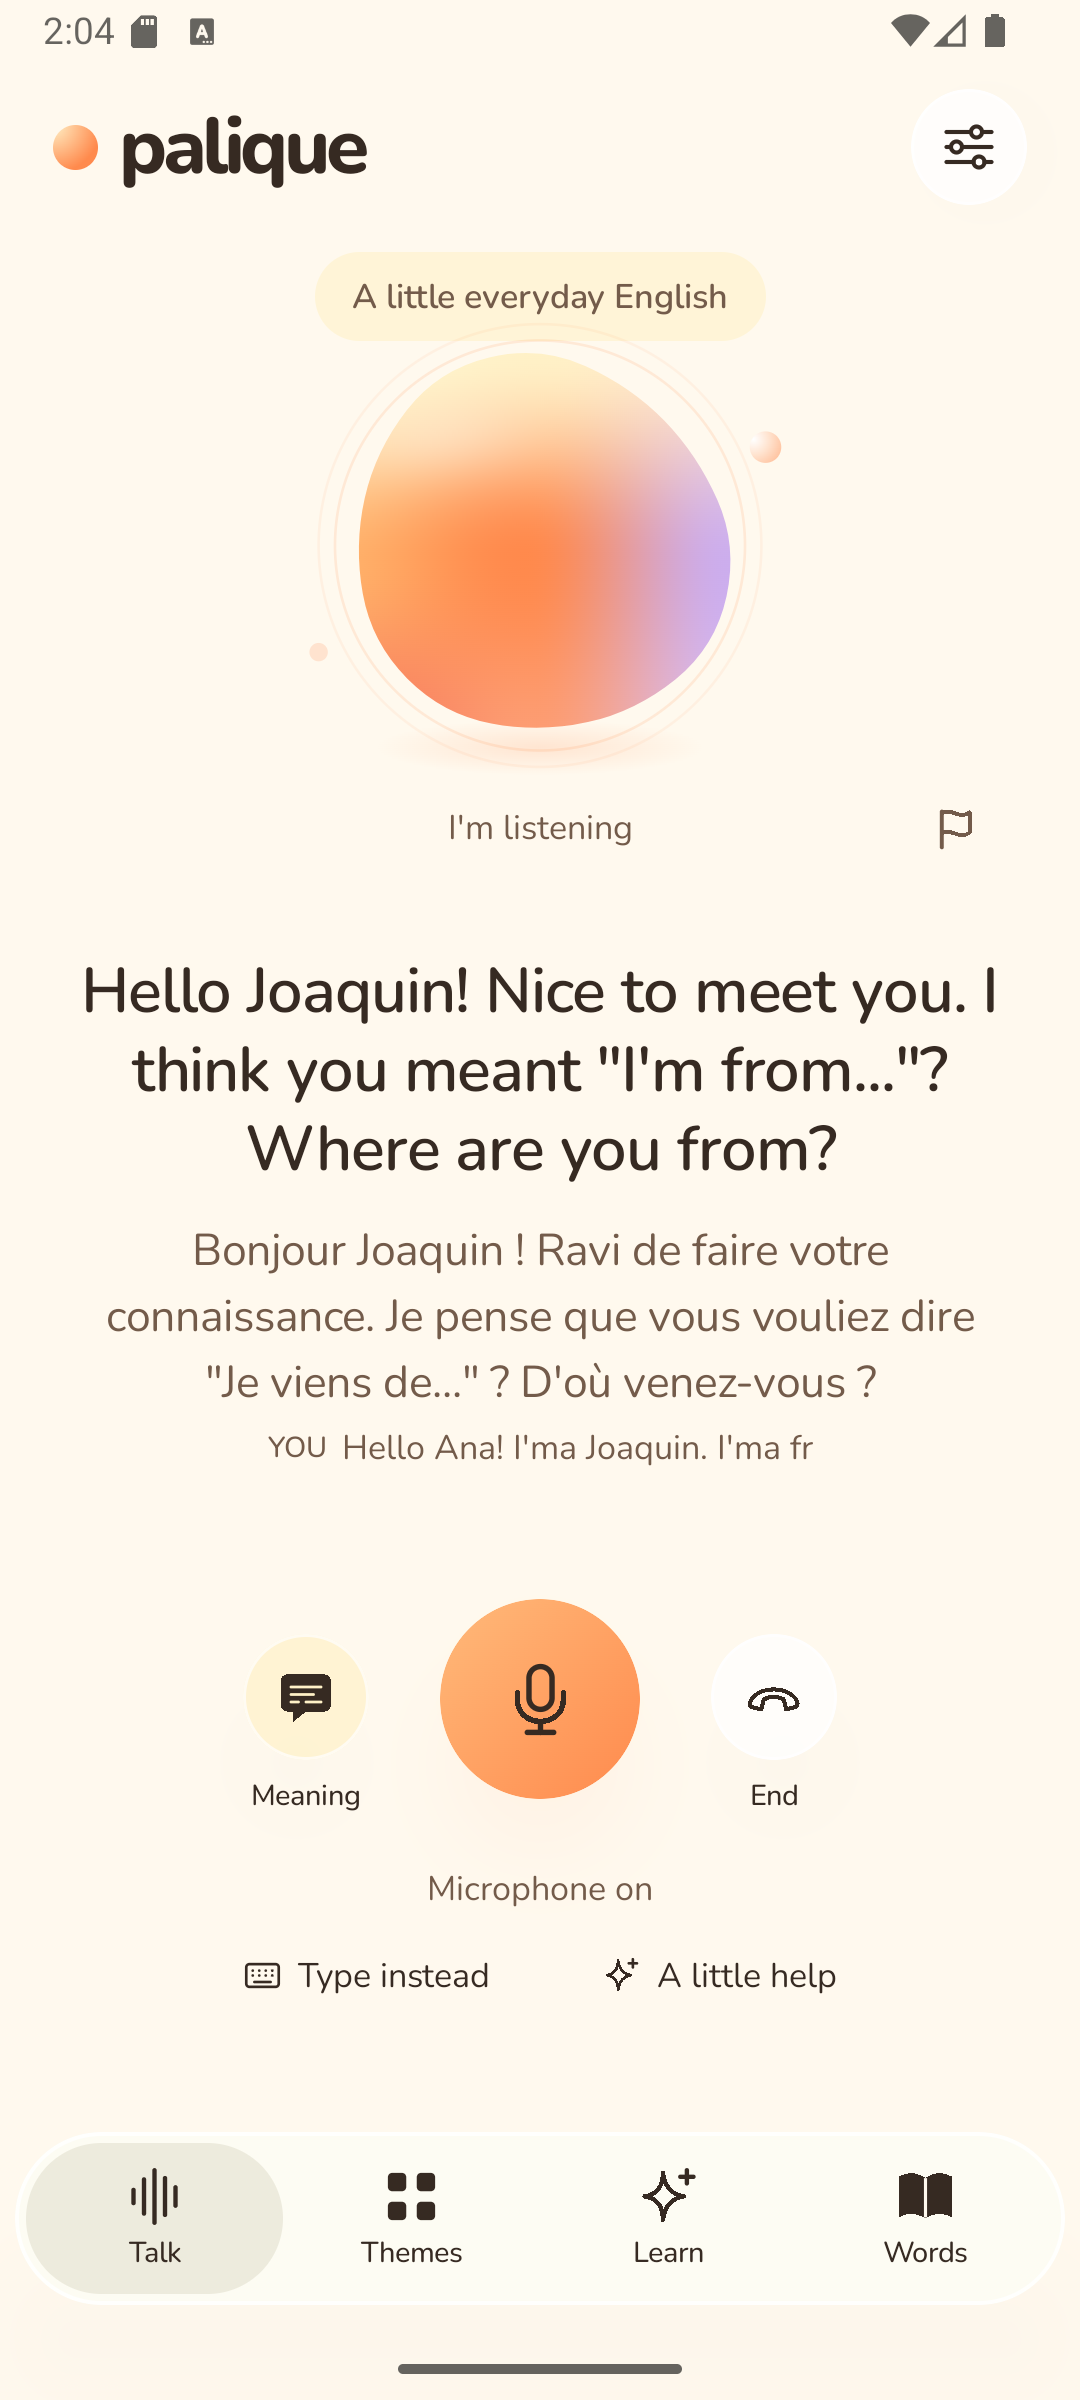 2:04
palique
A little everyday English
I'm listening
Hello Joaquin! Nice to meet you. I
think you meant "I'm from..."?
Where are you from?
Bonjour Joaquin ! Ravi de faire votre
connaissance. Je pense que vous vouliez dire
"Je viens de..." ? D'où venez-vous ?
YOU Hello Ana! I'ma Joaquin. I'ma fr
Meaning
End
Microphone on
Type instead
A little help
Talk
Themes
Learn
Words